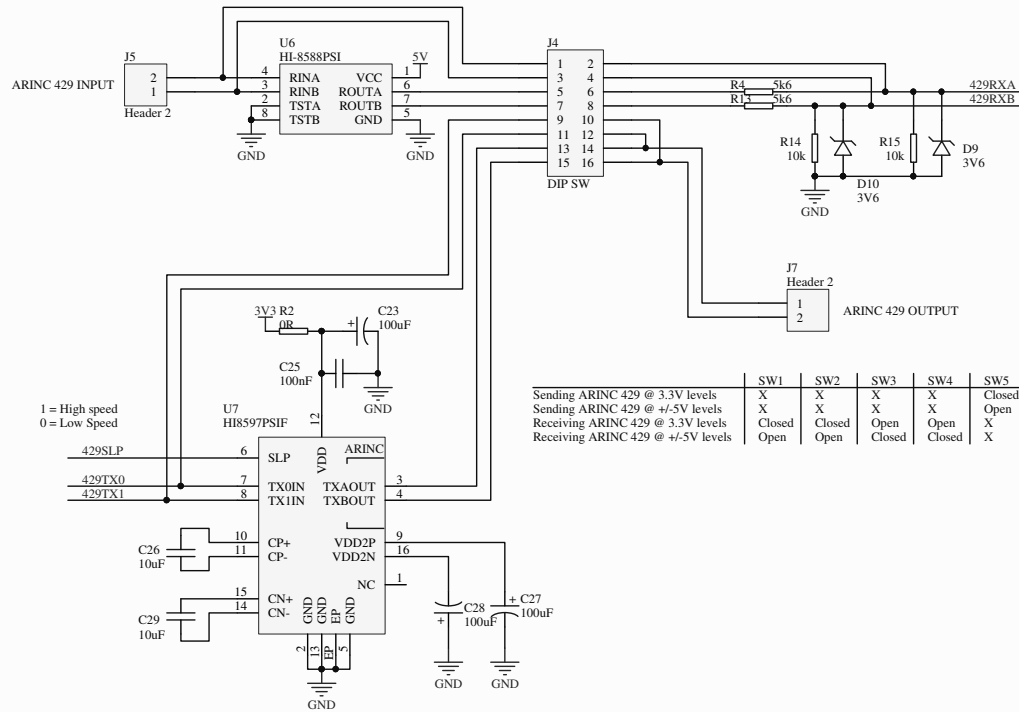 J5
ARINC 429 INPUT
2
1
Header 2
U6
HI-8588PSI
4 RINA VCC 1
3 RINB ROUTA 6
2 TSTA ROUTB 7
8 TSTB GND 5
5V
GND
GND
J4
1 2
3 4
5 6
7 8
9 10
11 12
13 14
15 16
DIP SW
R4 5k6
R13 5k6
429RXA
429RXB
R14
10k
R15
10k
D9
3V6
D10
3V6
GND
J7
Header 2
1
2
ARINC 429 OUTPUT
3V3 R2
0R
C23
100uF
C25
100nF
GND
SW1 SW2 SW3 SW4 SW5
Sending ARINC 429 @ 3.3V levels X X X X Closed
Sending ARINC 429 @ +/-5V levels X X X X Open
Receiving ARINC 429 @ 3.3V levels Closed Closed Open Open X
Receiving ARINC 429 @ +/-5V levels Open Open Closed Closed X
1 = High speed
0 = Low Speed
U7
HI8597PSIF
12
VDD
ARINC
429SLP 6 SLP
429TX0 7 TX0IN TXAOUT 3
429TX1 8 TX1IN TXBOUT 4
10 CP+ VDD2P 9
11 CP- VDD2N 16
C26
10uF
NC 1
15 CN+
14 CN-
C29
10uF
GND GND EP GND
2 13 EP 5
GND
C28
100uF
C27
100uF
GND
GND